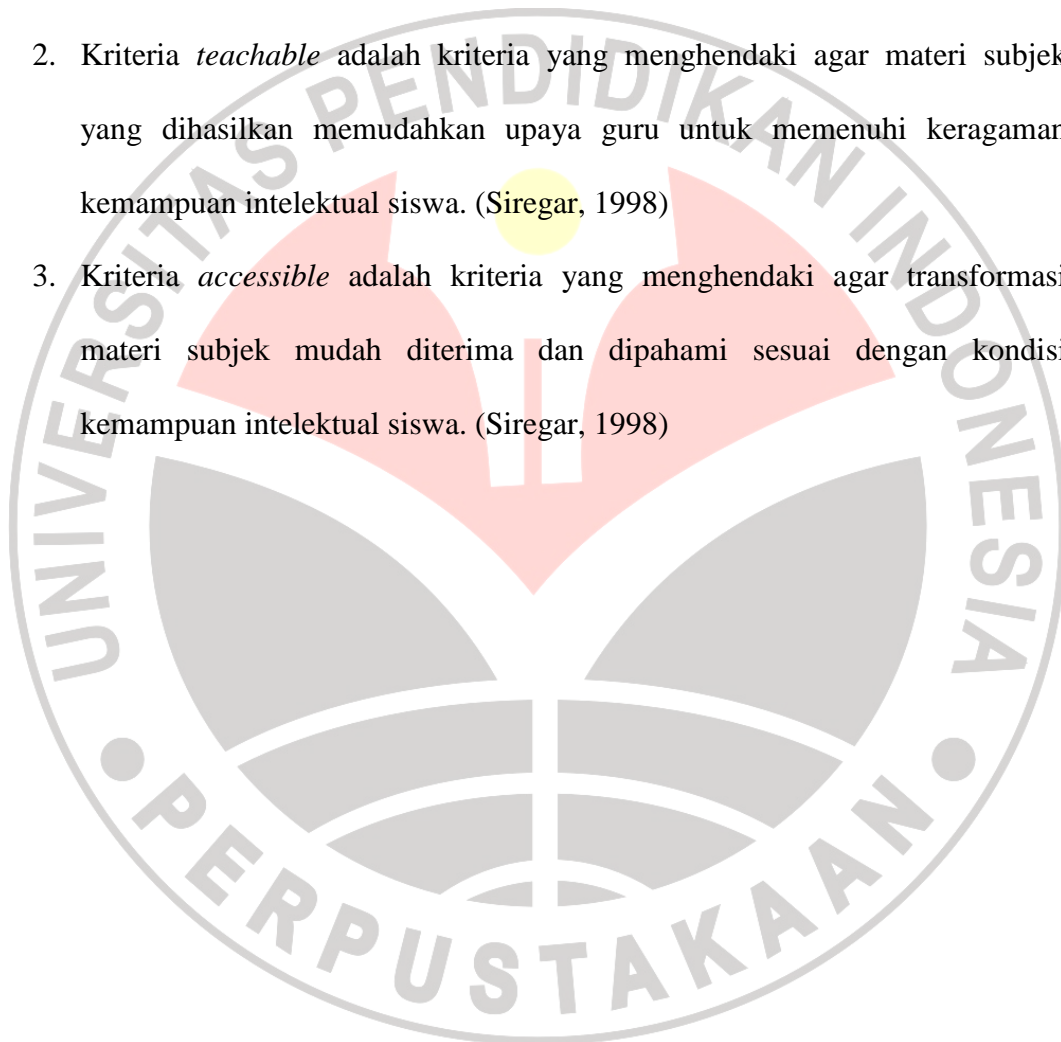 2. Kriteria teachable adalah kriteria yang menghendaki agar materi subjek
yang dihasilkan memudahkan upaya guru untuk memenuhi keragaman
kemampuan intelektual siswa. (Siregar, 1998)
3. Kriteria accessible adalah kriteria yang menghendaki agar transformasi
materi subjek mudah diterima dan dipahami sesuai dengan kondisi
kemampuan intelektual siswa. (Siregar, 1998)
UNIVERSITAS PENDIDIKAN INDONESIA
PERPUSTAKAAN